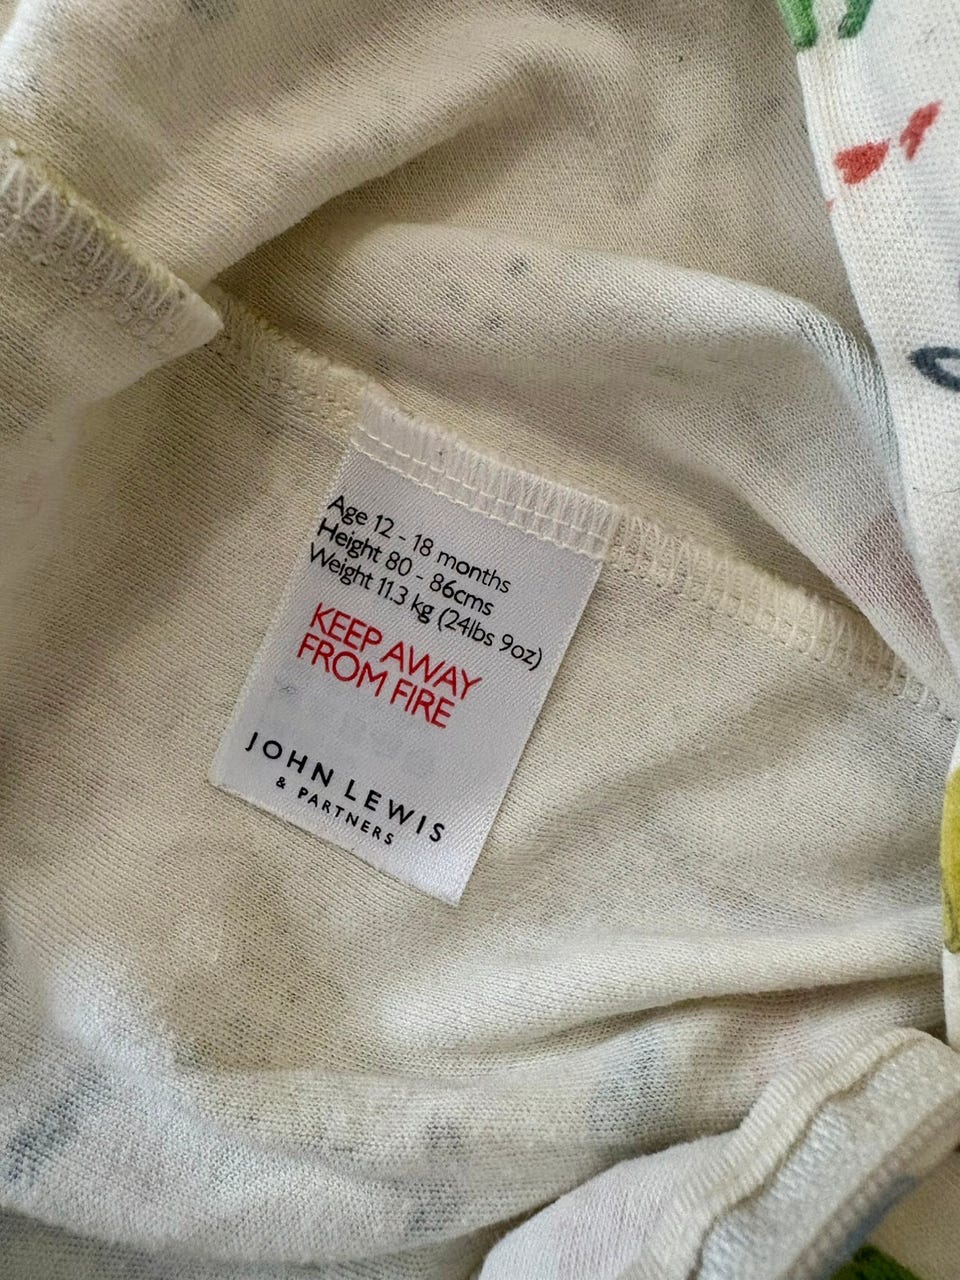 Age 12 - 18 months
Height 80 - 86cms
Weight 11.3 kg (24lbs 9oz)
KEEP AWAY
FROM FIRE
JOHN LEWIS
& PARTNERS